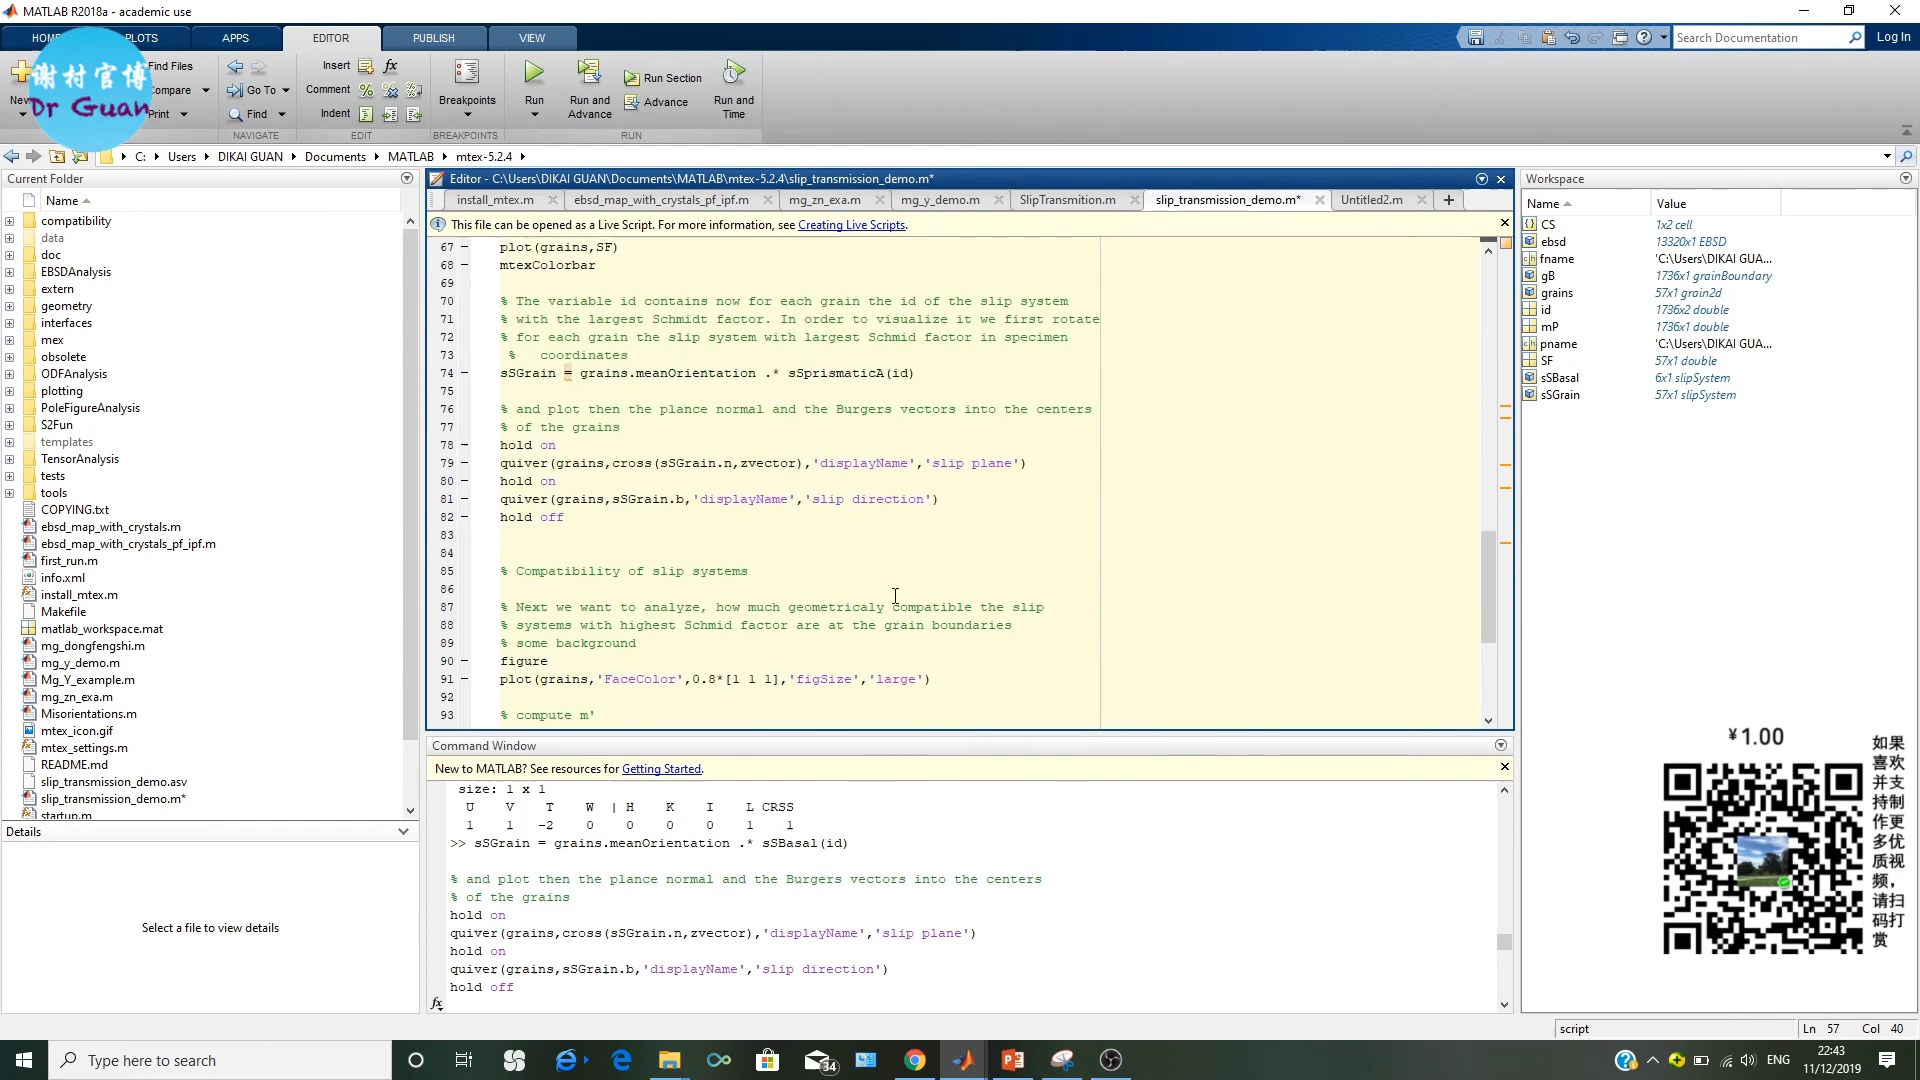 MATLAB R2018a - academic use
HOME
PLOTS
APPS
EDITOR
PUBLISH
VIEW
Search Documentation
Log In
谢村官博
Dr Guan
New
Find Files
Compare
Print
Go To
Find
NAVIGATE
Insert
fx
Comment
Indent
EDIT
Breakpoints
BREAKPOINTS
Run
Run and
Advance
Run Section
Advance
Run and
Time
RUN
C:
Users
DIKAI GUAN
Documents
MATLAB
mtex-5.2.4
Current Folder
Name
compatibility
data
doc
EBSDAnalysis
extern
geometry
interfaces
mex
obsolete
ODFAnalysis
plotting
PoleFigureAnalysis
S2Fun
templates
TensorAnalysis
tests
tools
COPYING.txt
ebsd_map_with_crystals.m
ebsd_map_with_crystals_pf_ipf.m
first_run.m
info.xml
install_mtex.m
Makefile
matlab_workspace.mat
mg_dongfengshi.m
mg_y_demo.m
Mg_Y_example.m
mg_zn_exa.m
Misorientations.m
mtex_icon.gif
mtex_settings.m
README.md
slip_transmission_demo.asv
slip_transmission_demo.m*
startup.m
Details
Select a file to view details
Editor - C:\Users\DIKAI GUAN\Documents\MATLAB\mtex-5.2.4\slip_transmission_demo.m*
install_mtex.m
ebsd_map_with_crystals_pf_ipf.m
mg_zn_exa.m
mg_y_demo.m
SlipTransmition.m
slip_transmission_demo.m*
Untitled2.m
This file can be opened as a Live Script. For more information, see Creating Live Scripts.
67 - plot(grains,SF)
68 - mtexColorbar
69
70 % The variable id contains now for each grain the id of the slip system
71 % with the largest Schmidt factor. In order to visualize it we first rotate
72 % for each grain the slip system with largest Schmid factor in specimen
73 % coordinates
74 - sSGrain = grains.meanOrientation .* sSprismaticA(id)
75
76 % and plot then the plance normal and the Burgers vectors into the centers
77 % of the grains
78 - hold on
79 - quiver(grains,cross(sSGrain.n,zvector),'displayName','slip plane')
80 - hold on
81 - quiver(grains,sSGrain.b,'displayName','slip direction')
82 - hold off
83
84
85 % Compatibility of slip systems
86
87 % Next we want to analyze, how much geometricaly compatible the slip
88 % systems with highest Schmid factor are at the grain boundaries
89 % some background
90 - figure
91 - plot(grains,'FaceColor',0.8*[1 1 1],'figSize','large')
92
93 % compute m'
Command Window
New to MATLAB? See resources for Getting Started.
size: 1 x 1
U V T W | H K I L CRSS
1 1 -2 0 0 0 0 1 1
>> sSGrain = grains.meanOrientation .* sSBasal(id)
% and plot then the plance normal and the Burgers vectors into the centers
% of the grains
hold on
quiver(grains,cross(sSGrain.n,zvector),'displayName','slip plane')
hold on
quiver(grains,sSGrain.b,'displayName','slip direction')
hold off
fx
Workspace
Name Value
CS 1x2 cell
ebsd 13320x1 EBSD
fname 'C:\Users\DIKAI GUA...
gB 1736x1 grainBoundary
grains 57x1 grain2d
id 1736x2 double
mP 1736x1 double
pname 'C:\Users\DIKAI GUA...
SF 57x1 double
sSBasal 6x1 slipSystem
sSGrain 57x1 slipSystem
¥1.00
如果喜欢并支持制作更多优质视频，请扫码打赏
script
Ln 57 Col 40
Type here to search
34
ENG
22:43
11/12/2019